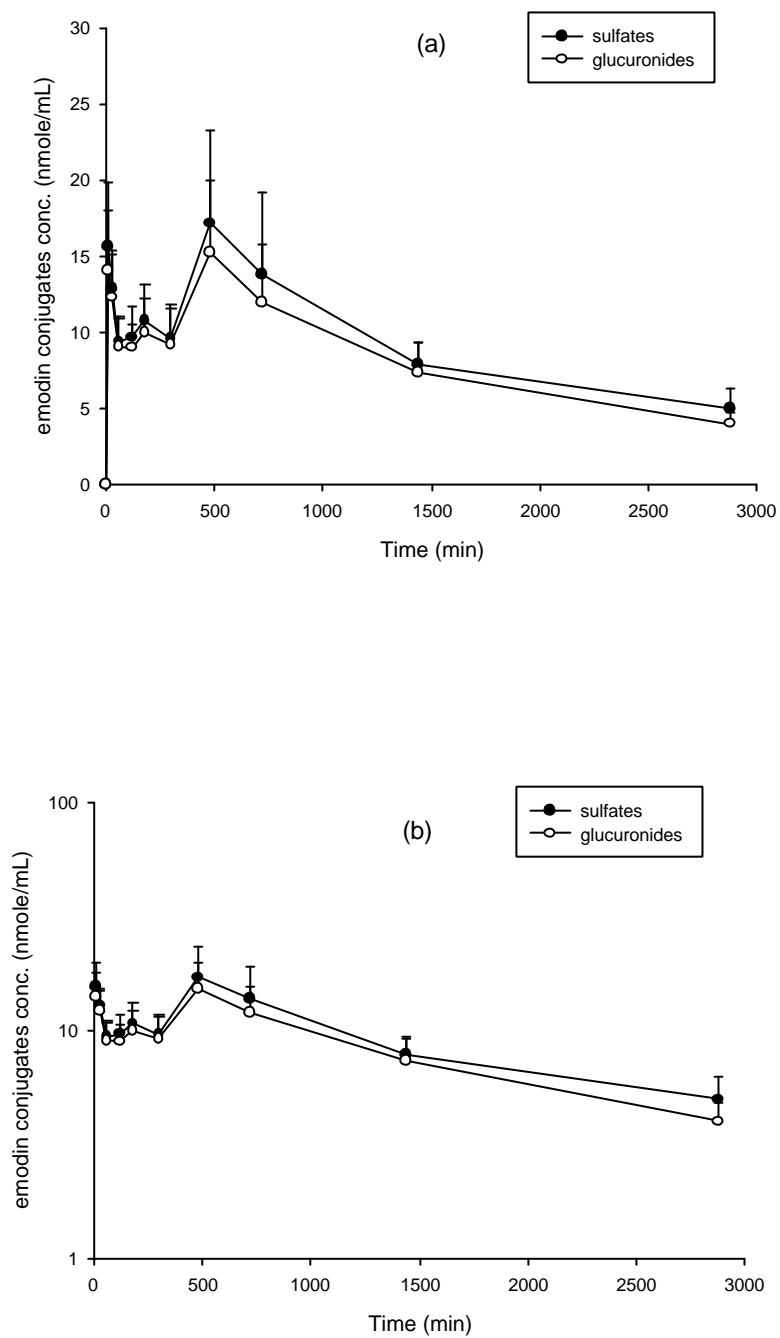 (a)
sulfates
glucuronides
emodin conjugates conc. (nmole/mL)
30
25
20
15
10
5
0
0 500 1000 1500 2000 2500 3000
Time (min)
(b)
sulfates
glucuronides
emodin conjugates conc. (nmole/mL)
100
10
1
0 500 1000 1500 2000 2500 3000
Time (min)